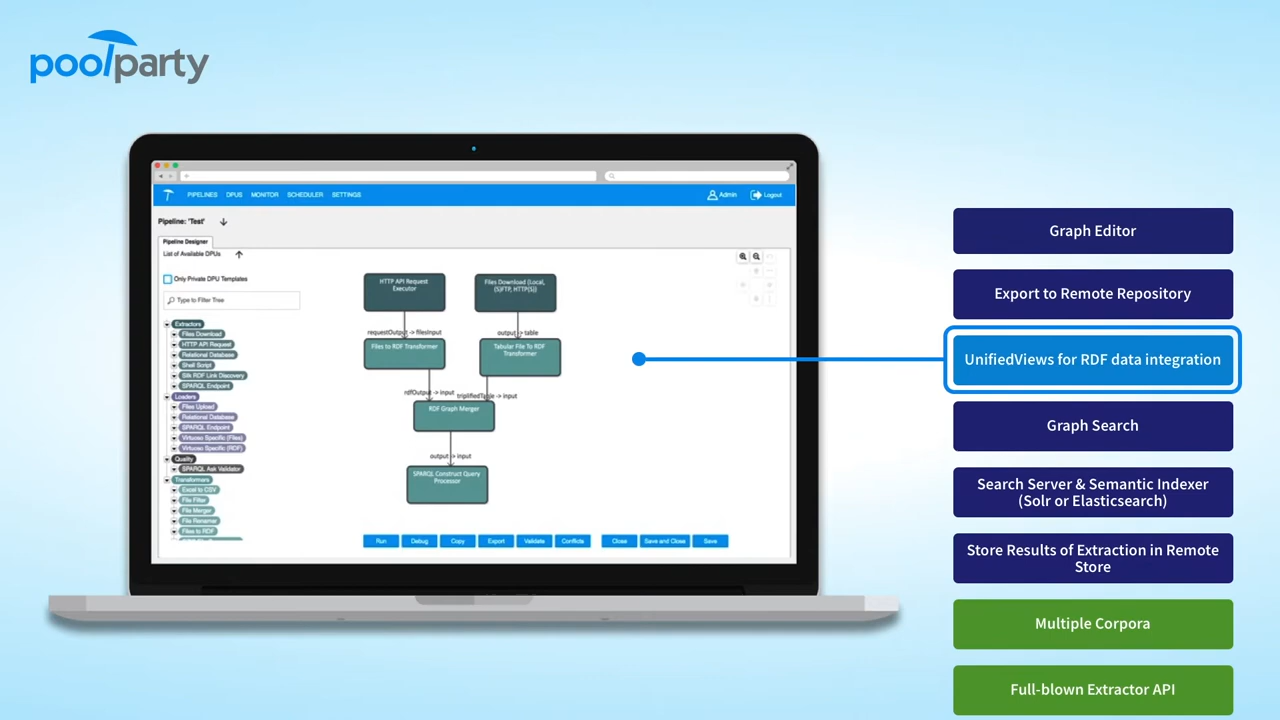 poolparty
PIPELINES DPUS MONITOR SCHEDULER SETTINGS
Admin Logout
Pipeline: 'Test'
Pipeline Designer
List of Available DPUs
Only Private DPU Templates
Type to Filter Tree
Extractors
Files Download
HTTP API Request
Relational Database
Shell Script
Silk RDF Link Discovery
SPARQL Endpoint
Loaders
Files Upload
Relational Database
SPARQL Endpoint
Virtuoso Specific (Files)
Virtuoso Specific (RDF)
Quality
SPARQL Ask Validator
Transformers
Excel to CSV
File Filter
File Merger
File Renamer
Files to RDF
HTTP API Request
Executor
Files Download (Local,
(S)FTP, HTTP(S))
requestOutput -> filesInput
output -> table
Files to RDF Transformer
Tabular File To RDF
Transformer
rdfOutput -> input
triplifiedTable -> input
RDF Graph Merger
output -> input
SPARQL Construct Query
Processor
Run Debug Copy Export Validate Conflicts Close Save and Close Save
Graph Editor
Export to Remote Repository
UnifiedViews for RDF data integration
Graph Search
Search Server & Semantic Indexer
(Solr or Elasticsearch)
Store Results of Extraction in Remote
Store
Multiple Corpora
Full-blown Extractor API